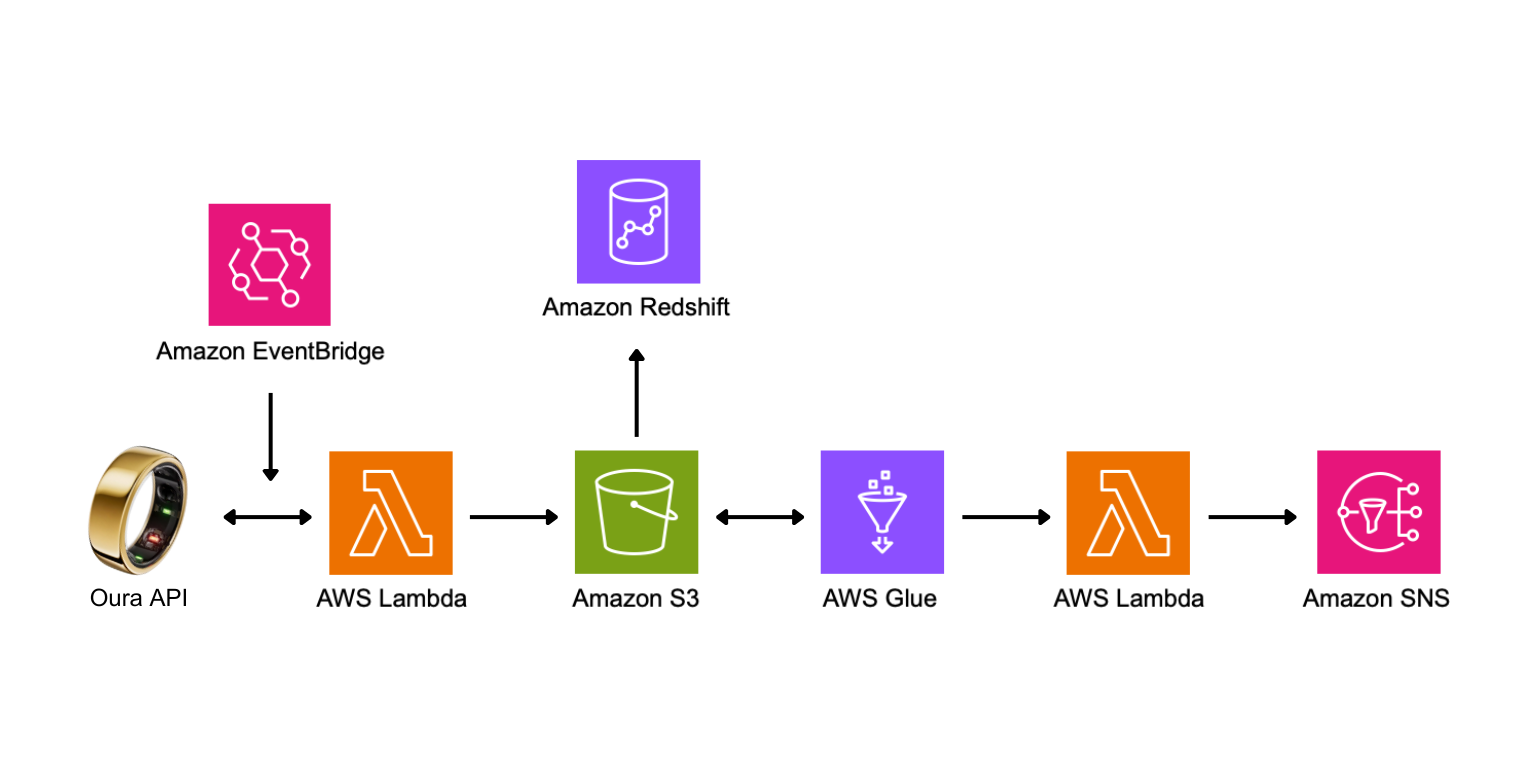 Amazon Redshift
Amazon EventBridge
Oura API
AWS Lambda
Amazon S3
AWS Glue
AWS Lambda
Amazon SNS